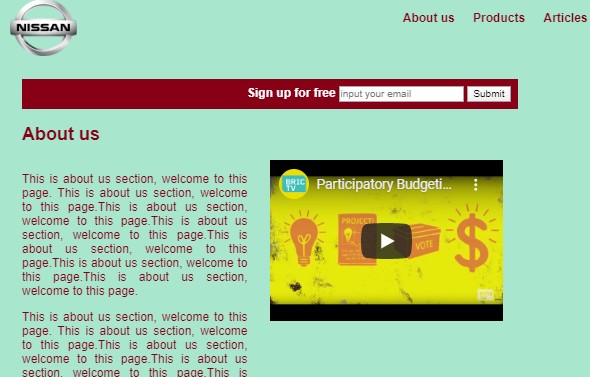 NISSAN
About us Products Articles
Sign up for free input your email Submit
About us
This is about us section, welcome to this
page. This is about us section, welcome
to this page.This is about us section,
welcome to this page.This is about us
section, welcome to this page.This is
about us section, welcome to this
page.This is about us section, welcome to
this page.This is about us section,
welcome to this page.
This is about us section, welcome to this
page. This is about us section, welcome
to this page.This is about us section,
welcome to this page.This is about us
section, welcome to this page.This is
BRIC
TV
Participatory Budgeti...
PROJECT:
VOTE
$